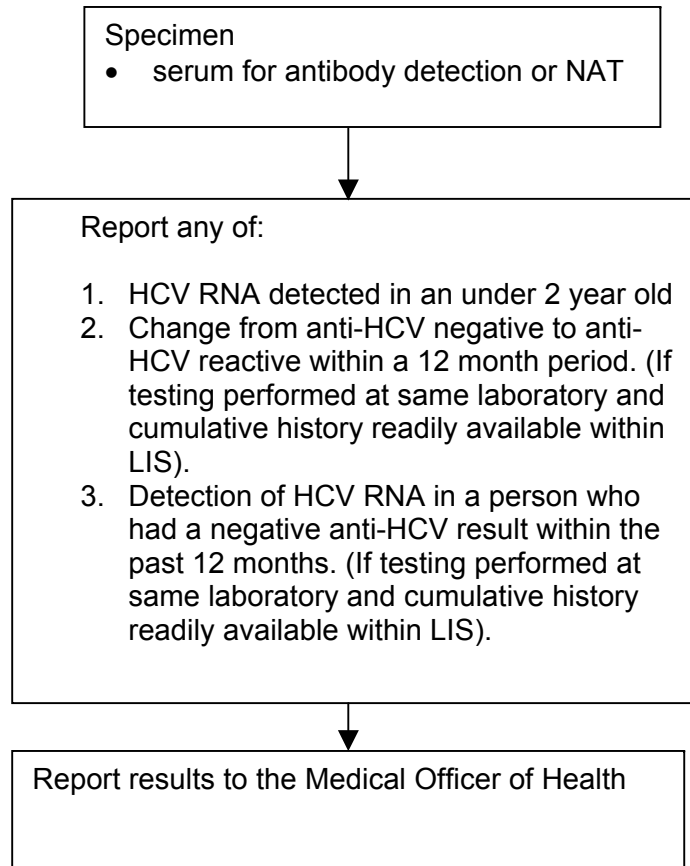 Specimen
• serum for antibody detection or NAT
Report any of:
1. HCV RNA detected in an under 2 year old
2. Change from anti-HCV negative to anti-
HCV reactive within a 12 month period. (If
testing performed at same laboratory and
cumulative history readily available within
LIS).
3. Detection of HCV RNA in a person who
had a negative anti-HCV result within the
past 12 months. (If testing performed at
same laboratory and cumulative history
readily available within LIS).
Report results to the Medical Officer of Health